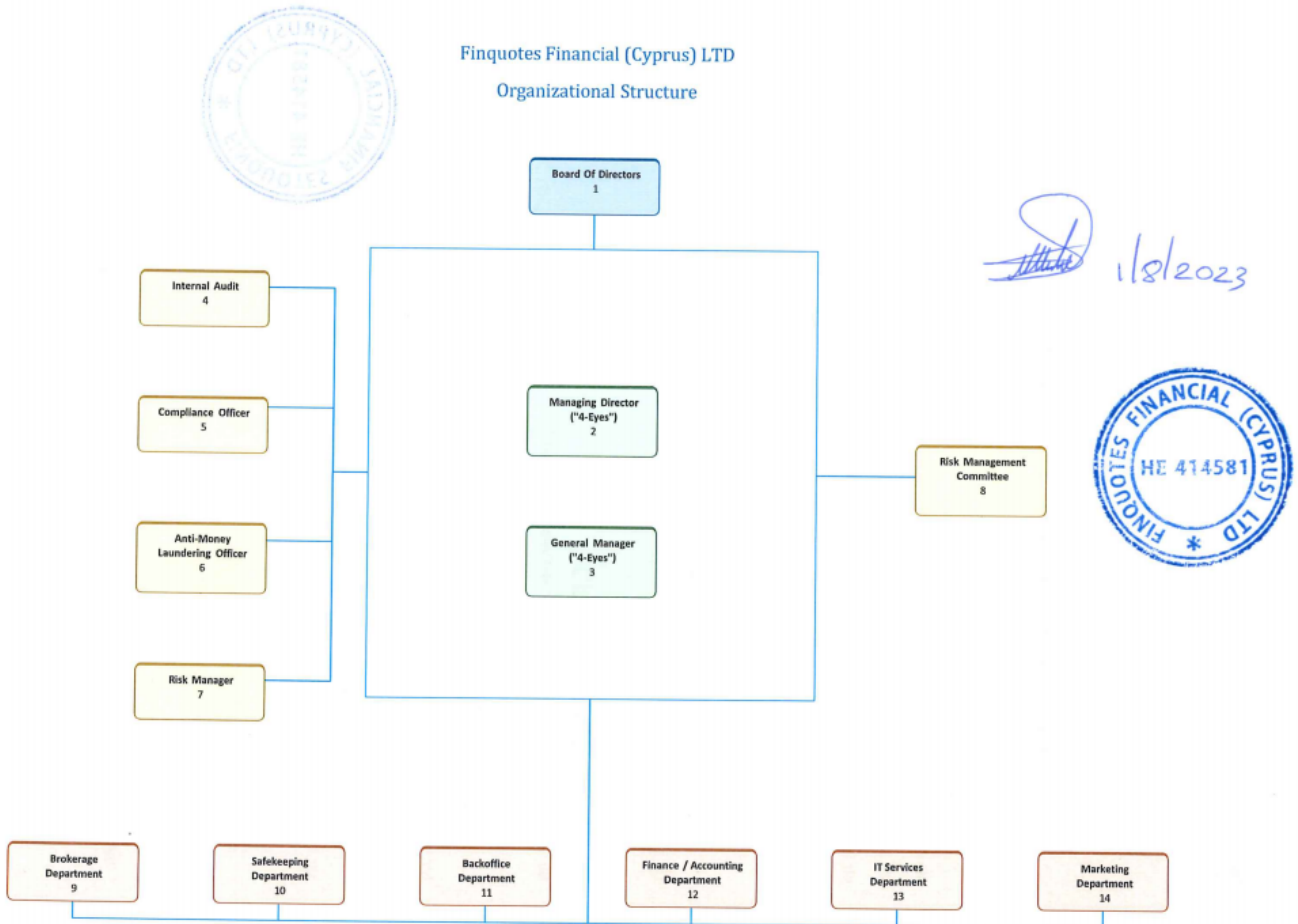 Finquotes Financial (Cyprus) LTD
Organizational Structure
Board Of Directors
1
1/8/2023
Internal Audit
4
Compliance Officer
5
Anti-Money
Laundering Officer
6
Risk Manager
7
Managing Director
("4-Eyes")
2
General Manager
("4-Eyes")
3
Risk Management
Committee
8
FINQUOTES FINANCIAL (CYPRUS) LTD *
HE 414581
Brokerage
Department
9
Safekeeping
Department
10
Backoffice
Department
11
Finance / Accounting
Department
12
IT Services
Department
13
Marketing
Department
14